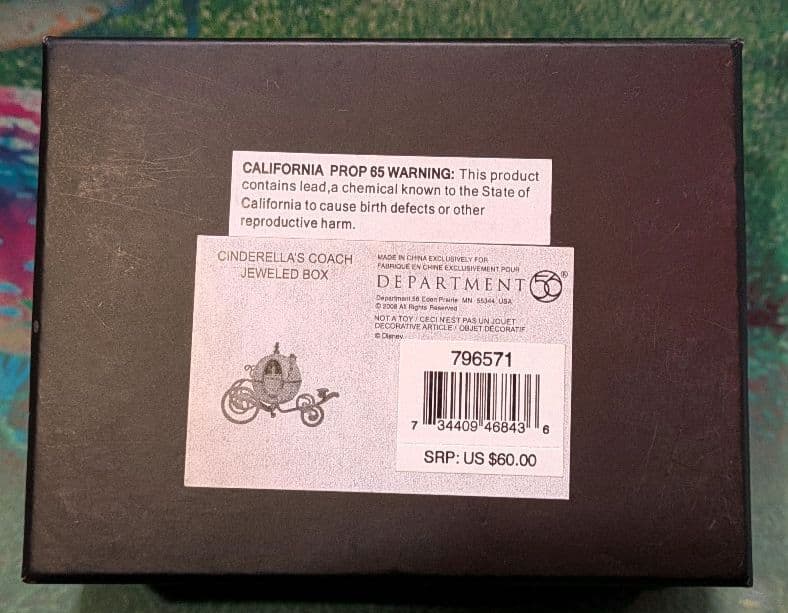 CALIFORNIA PROP 65 WARNING: This product
contains lead,a chemical known to the State of
California to cause birth defects or other
reproductive harm.
CINDERELLA'S COACH
JEWELED BOX
MADE IN CHINA EXCLUSIVELY FOR
FABRIQUÉ EN CHINE EXCLUSIVEMENT POUR
DEPARTMENT 56®
Department 56 Eden Prairie MN 55344 USA
© 2008 All Rights Reserved
NOT A TOY / CECI N'EST PAS UN JOUET
DECORATIVE ARTICLE / OBJET DÉCORATIF
© Disney
796571
7 34409 46843 6
SRP: US $60.00